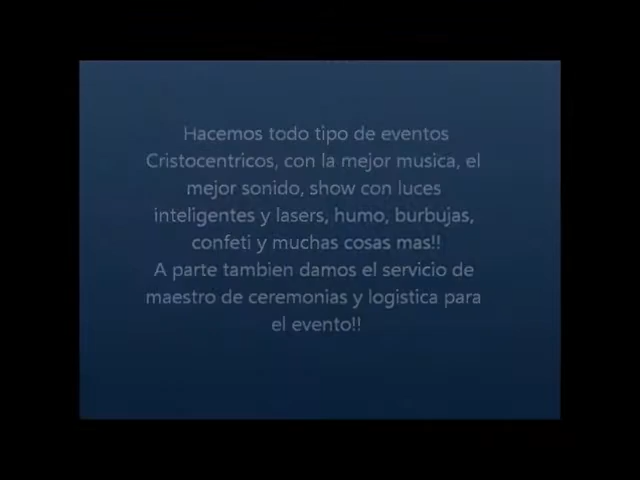 Hacemos todo tipo de eventos
Cristocentricos, con la mejor musica, el
mejor sonido, show con luces
inteligentes y lasers, humo, burbujas,
confeti y muchas cosas mas!!
A parte tambien damos el servicio de
maestro de ceremonias y logistica para
el evento!!